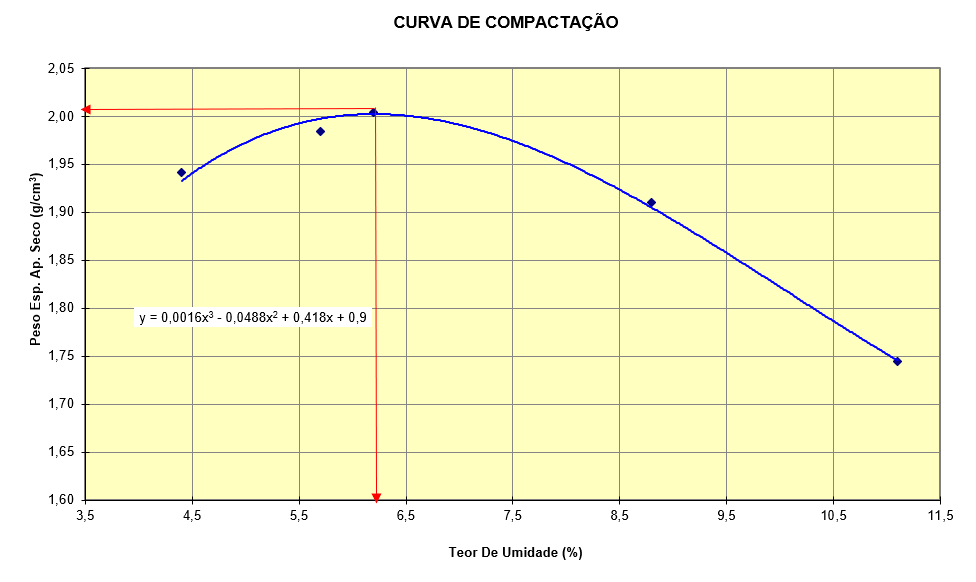 CURVA DE COMPACTAÇÃO
Peso Esp. Ap. Seco (g/cm³)
2,05
2,00
1,95
1,90
1,85
1,80
1,75
1,70
1,65
1,60
y = 0,0016x³ - 0,0488x² + 0,418x + 0,9
3,5 4,5 5,5 6,5 7,5 8,5 9,5 10,5 11,5
Teor De Umidade (%)